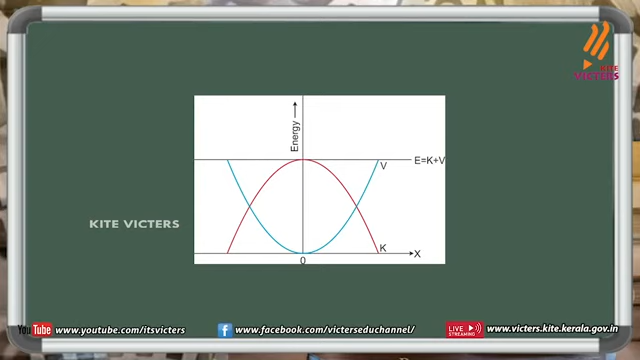 KITE
VICTERS
Energy
E=K+V
V
KITE VICTERS
K
X
0
YouTube www.youtube.com/itsvicters
f www.facebook.com/victerseduchannel/
LIVE STREAMING www.victers.kite.kerala.gov.in